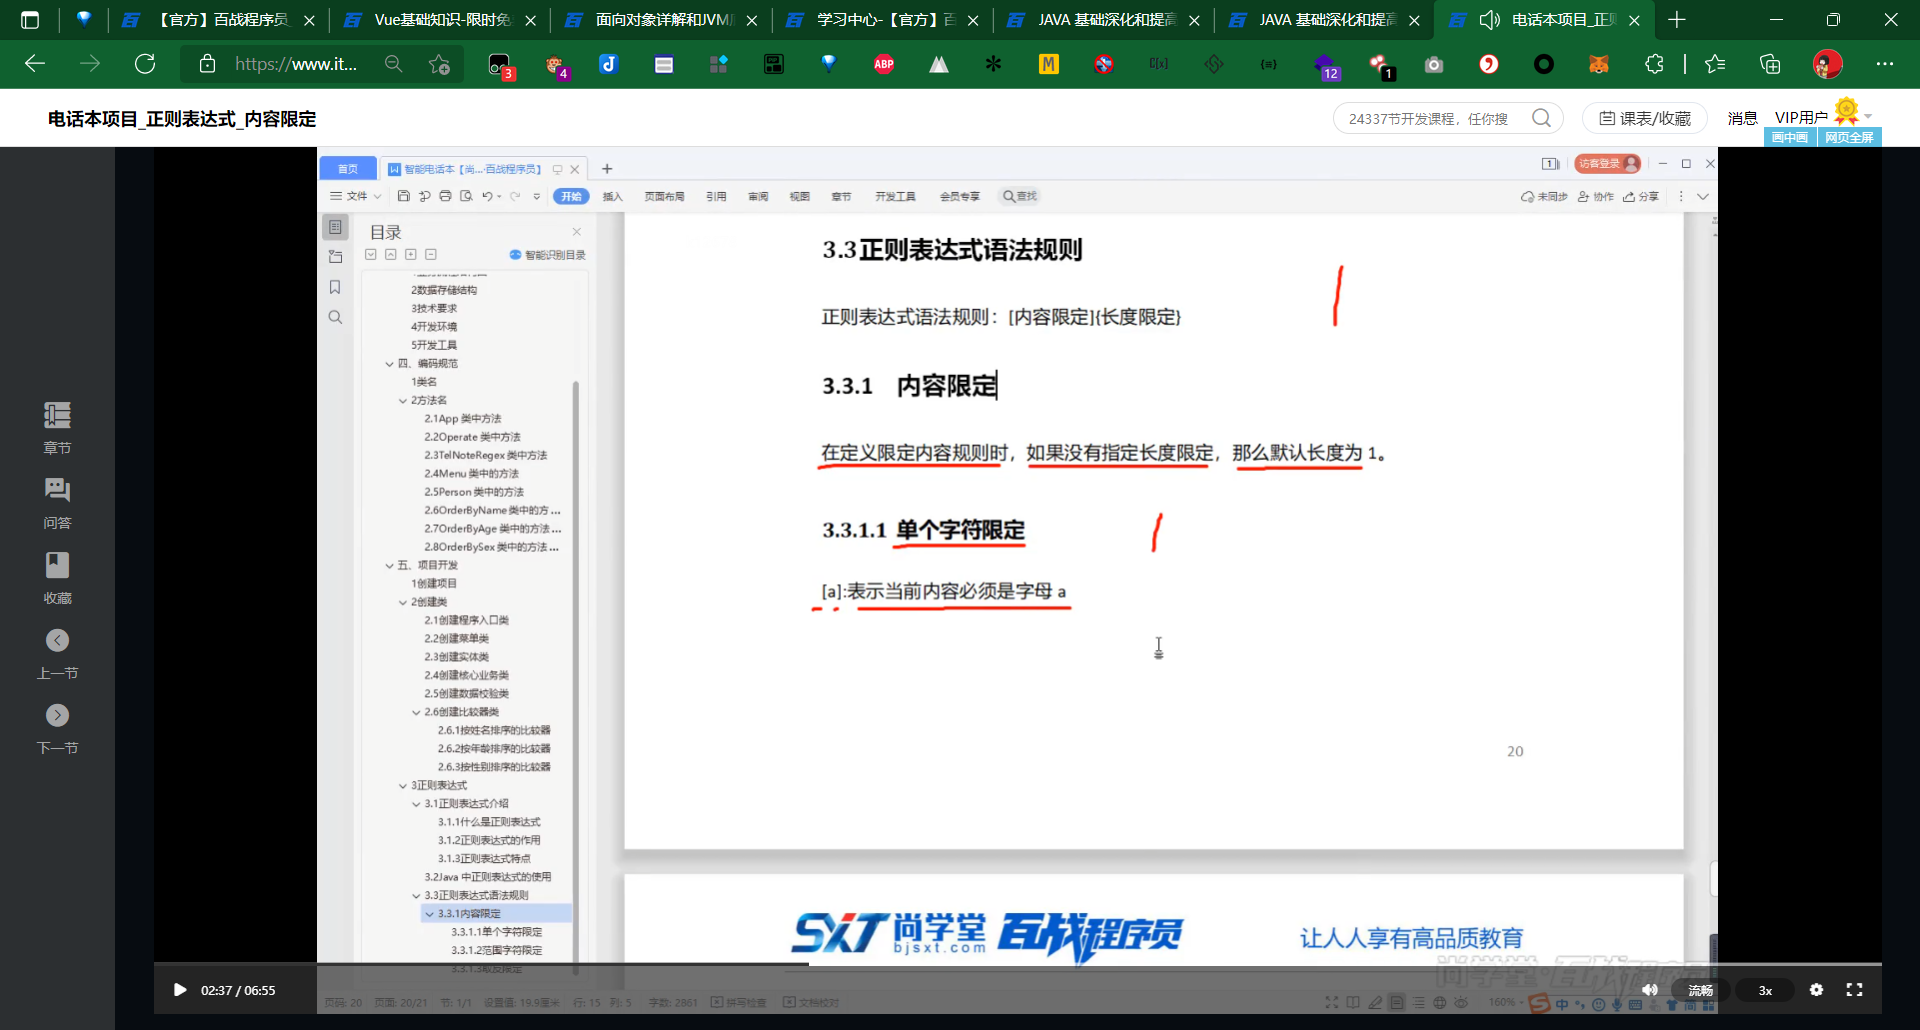 【官方】百战程序员
Vue基础知识-限时免
面向对象详解和JVM
学习中心-【官方】百
JAVA 基础深化和提高
JAVA 基础深化和提高
电话本项目_正则
https://www.it...
3
4
ABP
M
12
1
电话本项目_正则表达式_内容限定
24337节开发课程，任你搜
课表/收藏
消息
VIP用户
画中画
网页全屏
章节
问答
收藏
上一节
下一节
首页
智能电话本【尚...·百战程序员】
访客登录
文件
开始
插入
页面布局
引用
审阅
视图
章节
开发工具
会员专享
查找
未同步
协作
分享
目录
智能识别目录
2数据存储结构
3技术要求
4开发环境
5开发工具
四、编码规范
1类名
2方法名
2.1App 类中方法
2.2Operate 类中方法
2.3TelNoteRegex 类中方法
2.4Menu 类中的方法
2.5Person 类中的方法
2.6OrderByName 类中的方 ...
2.7OrderByAge 类中的方法 ...
2.8OrderBySex 类中的方法 ...
五、项目开发
1创建项目
2创建类
2.1创建程序入口类
2.2创建菜单类
2.3创建实体类
2.4创建核心业务类
2.5创建数据校验类
2.6创建比较器类
2.6.1按姓名排序的比较器
2.6.2按年龄排序的比较器
2.6.3按性别排序的比较器
3正则表达式
3.1正则表达式介绍
3.1.1什么是正则表达式
3.1.2正则表达式的作用
3.1.3正则表达式特点
3.2Java 中正则表达式的使用
3.3正则表达式语法规则
3.3.1内容限定
3.3.1.1单个字符限定
3.3.1.2范围字符限定
3.3.1.3取反限定
3.3正则表达式语法规则
正则表达式语法规则：[内容限定]{长度限定}
3.3.1 内容限定
在定义限定内容规则时，如果没有指定长度限定，那么默认长度为 1。
3.3.1.1 单个字符限定
[a]:表示当前内容必须是字母 a
20
SXT 尚学堂 百战程序员
bjsxt.com
让人人享有高品质教育
尚学堂·百战程序员
02:37 / 06:55
流畅
3x
页码: 20 页面: 20/21 节: 1/1 设置值: 19.9厘米 行: 15 列: 5 字数: 2861 拼写检查 文档校对
160%
中